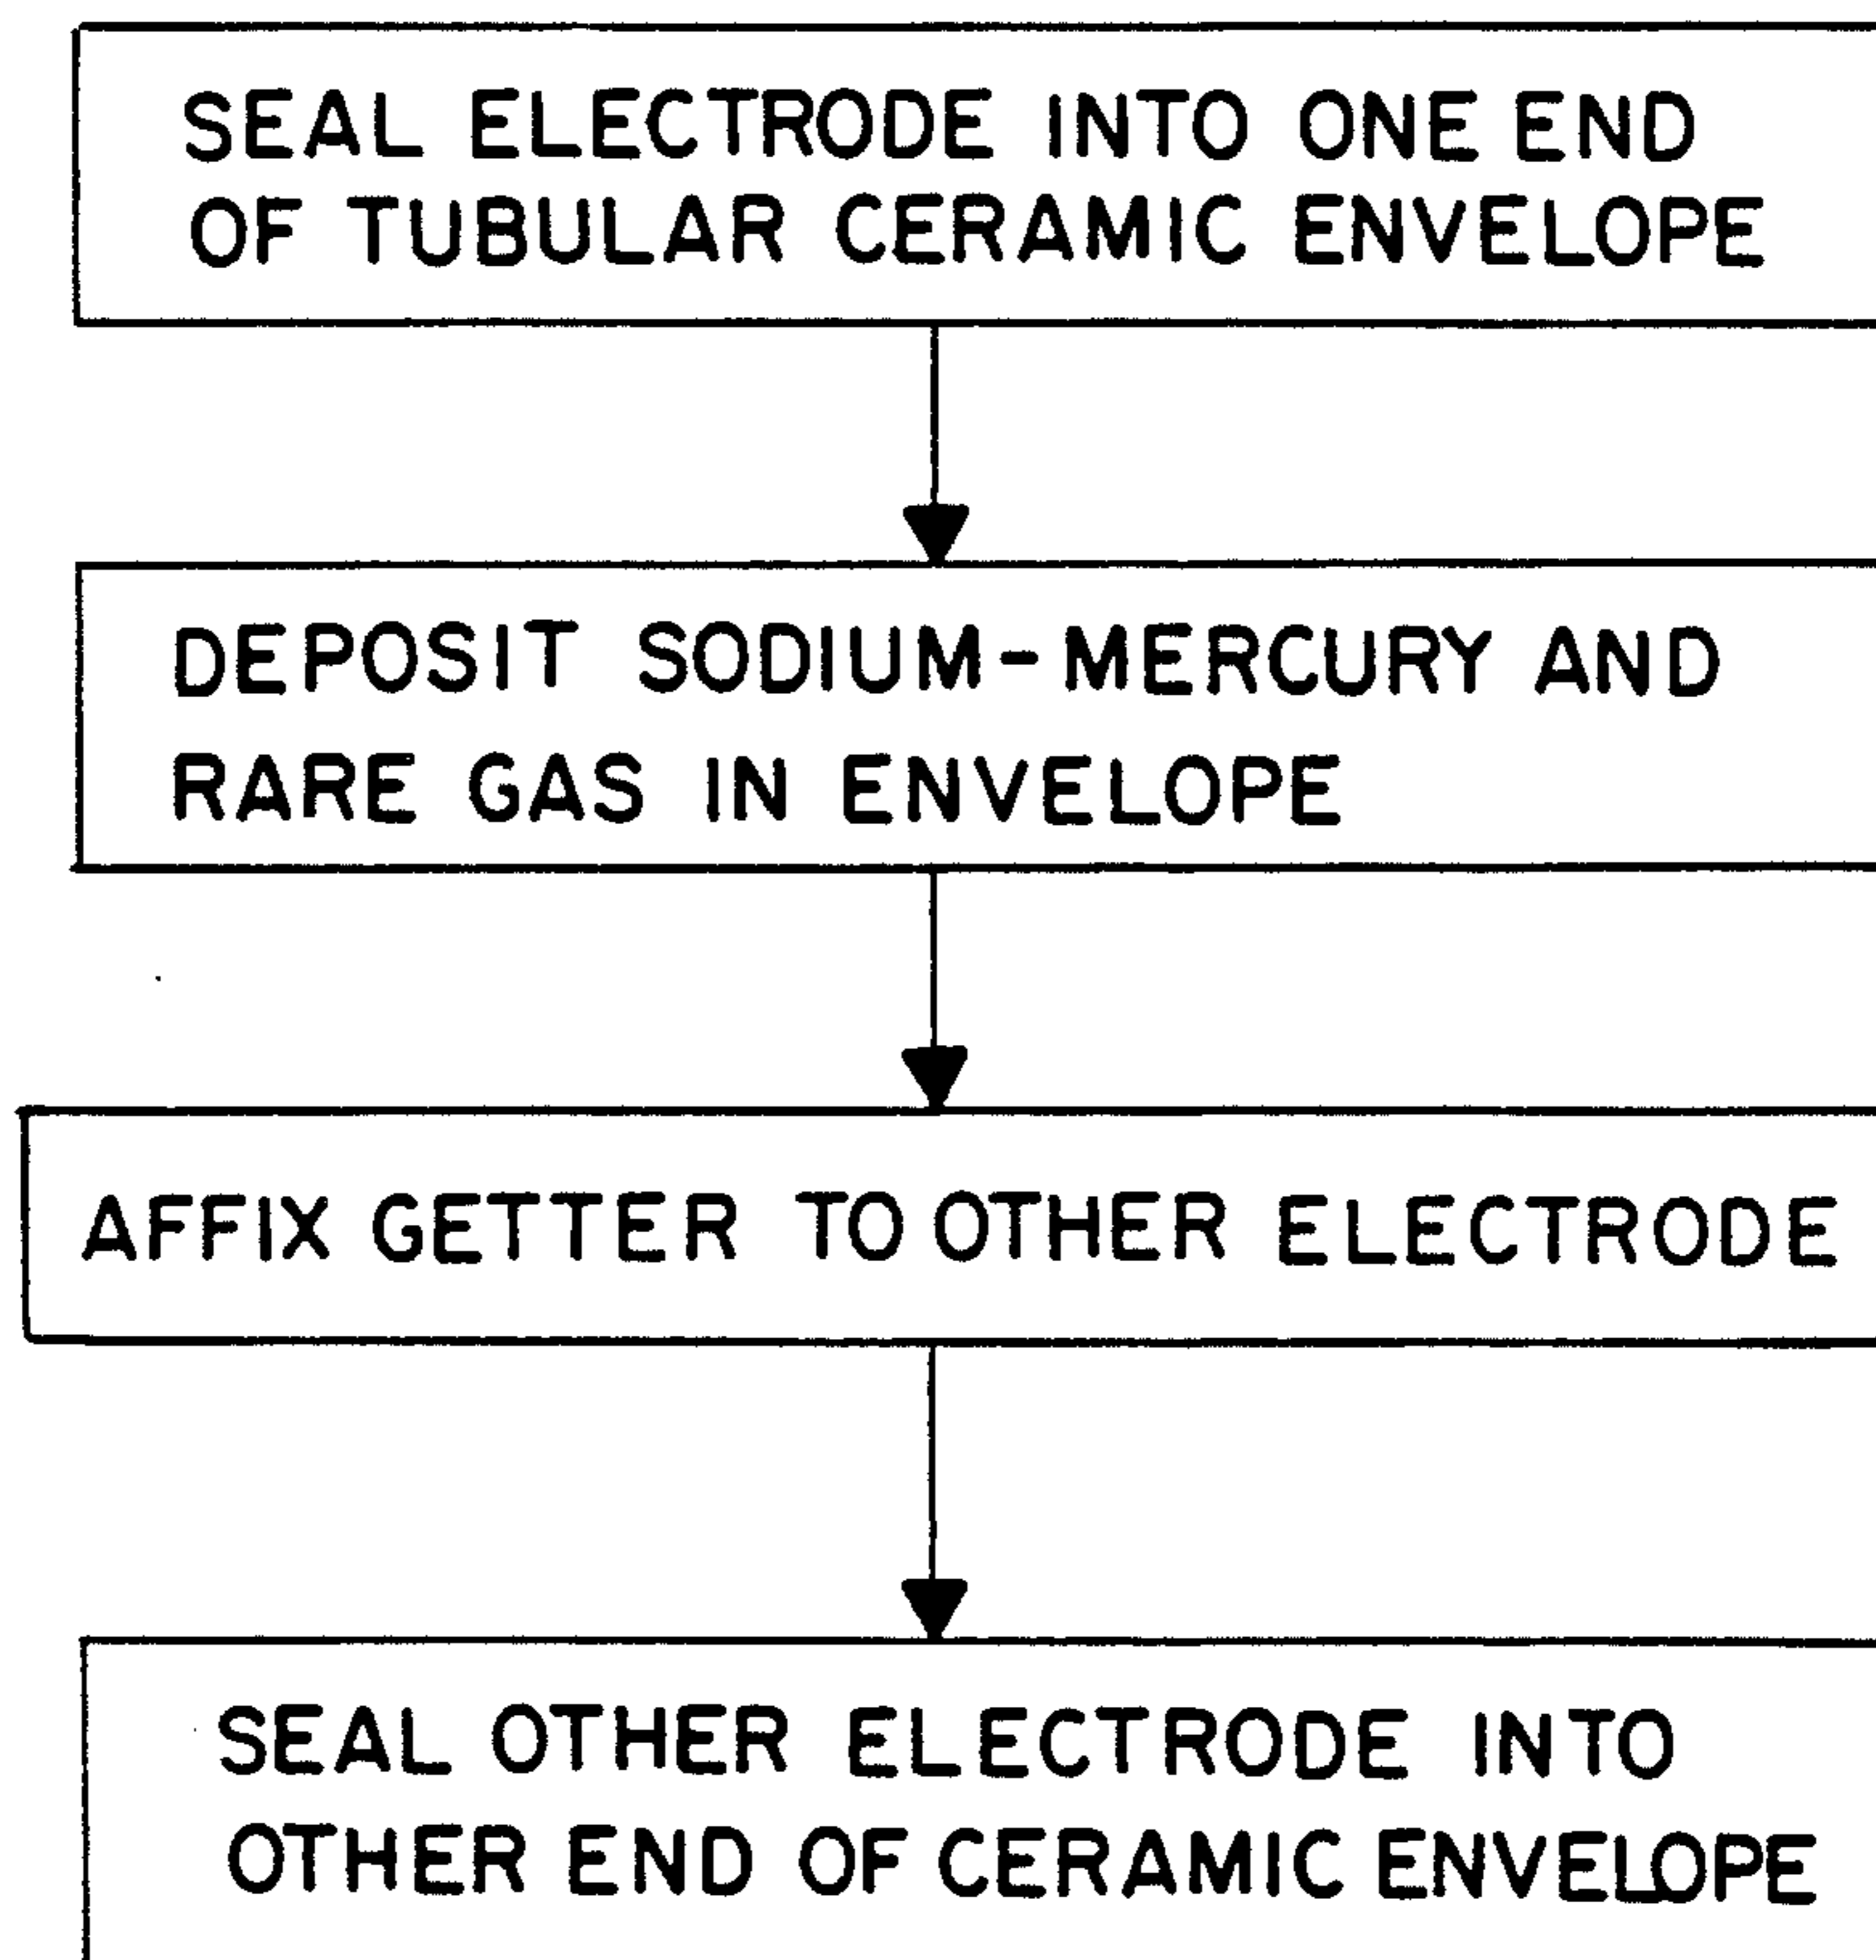 SEAL ELECTRODE INTO ONE END
OF TUBULAR CERAMIC ENVELOPE
DEPOSIT SODIUM-MERCURY AND
RARE GAS IN ENVELOPE
AFFIX GETTER TO OTHER ELECTRODE
SEAL OTHER ELECTRODE INTO
OTHER END OF CERAMIC ENVELOPE